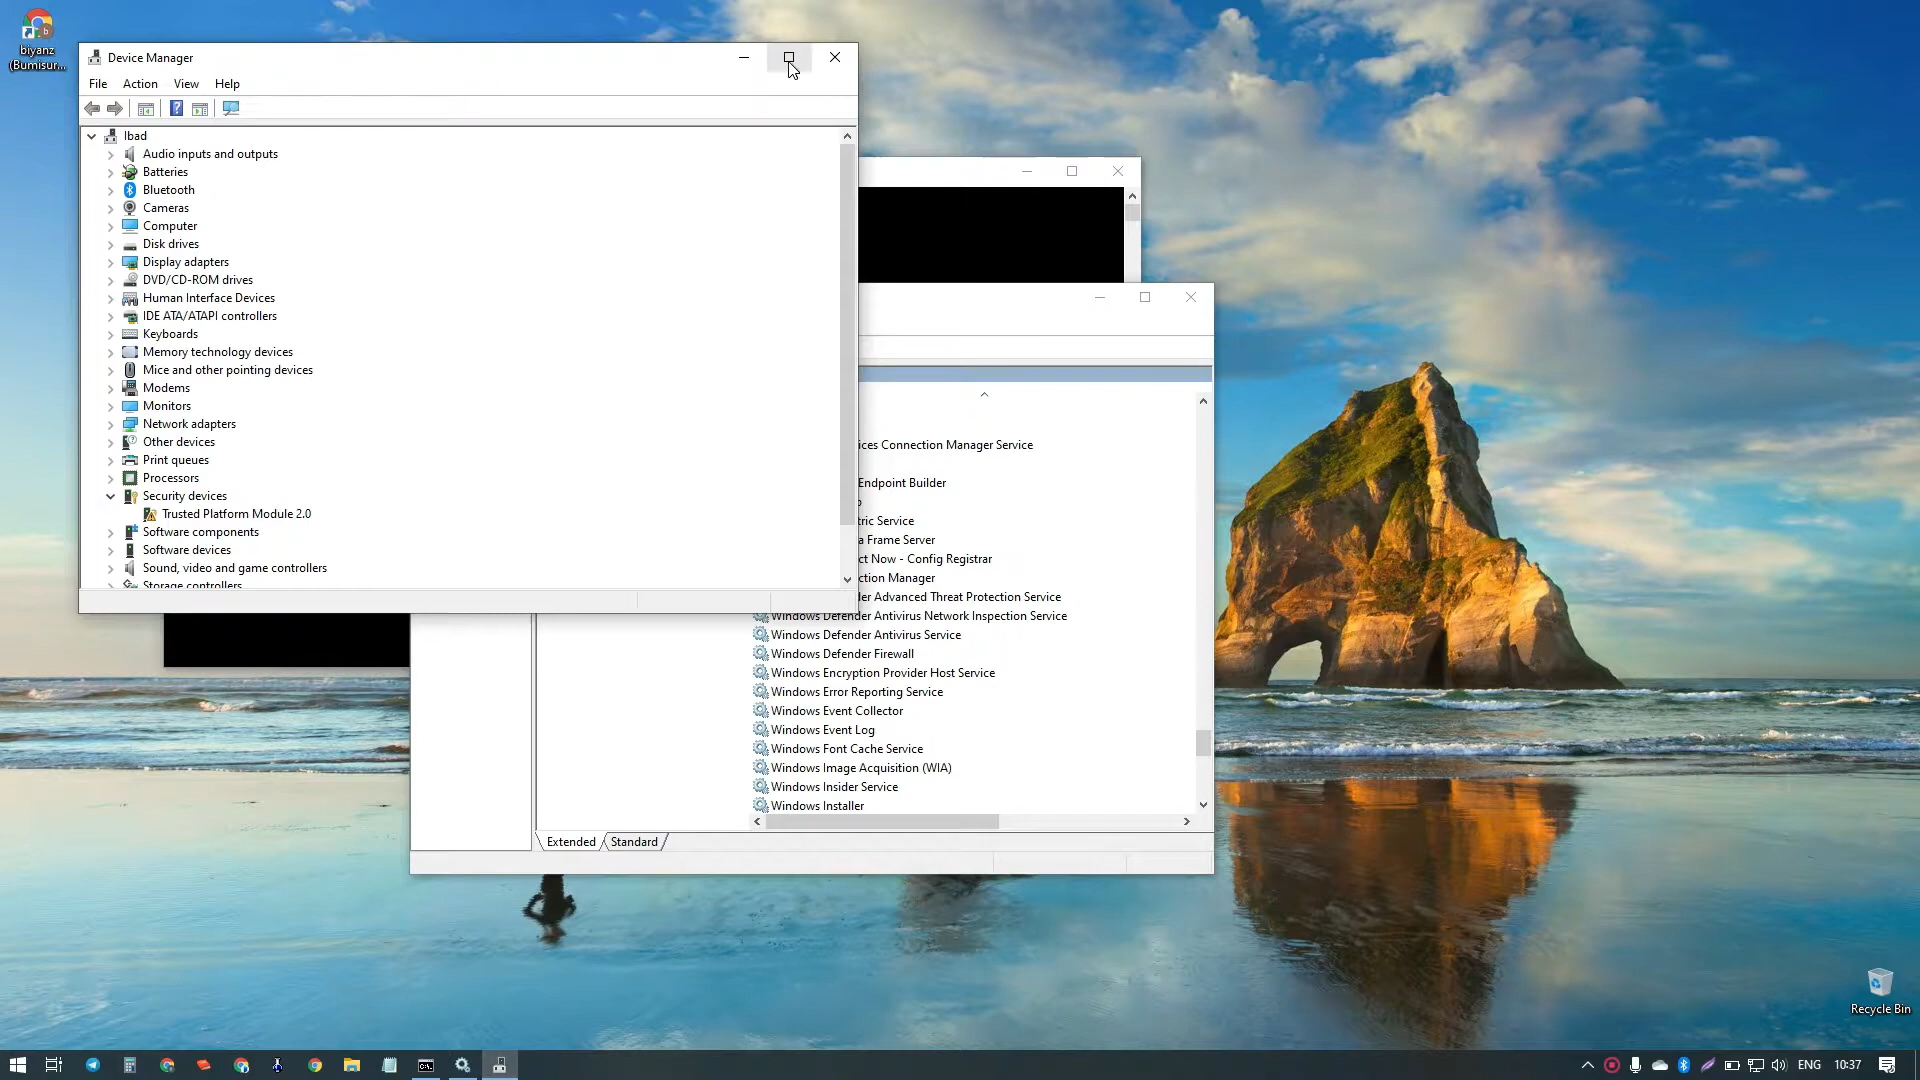 biyanz
(Bumisur...
Device Manager
File Action View Help
Ibad
Audio inputs and outputs
Batteries
Bluetooth
Cameras
Computer
Disk drives
Display adapters
DVD/CD-ROM drives
Human Interface Devices
IDE ATA/ATAPI controllers
Keyboards
Memory technology devices
Mice and other pointing devices
Modems
Monitors
Network adapters
Other devices
Print queues
Processors
Security devices
Trusted Platform Module 2.0
Software components
Software devices
Sound, video and game controllers
Storage controllers
ices Connection Manager Service
Endpoint Builder
tric Service
a Frame Server
ct Now - Config Registrar
ction Manager
ler Advanced Threat Protection Service
Windows Defender Antivirus Network Inspection Service
Windows Defender Antivirus Service
Windows Defender Firewall
Windows Encryption Provider Host Service
Windows Error Reporting Service
Windows Event Collector
Windows Event Log
Windows Font Cache Service
Windows Image Acquisition (WIA)
Windows Insider Service
Windows Installer
Extended Standard
Recycle Bin
ENG 10:37